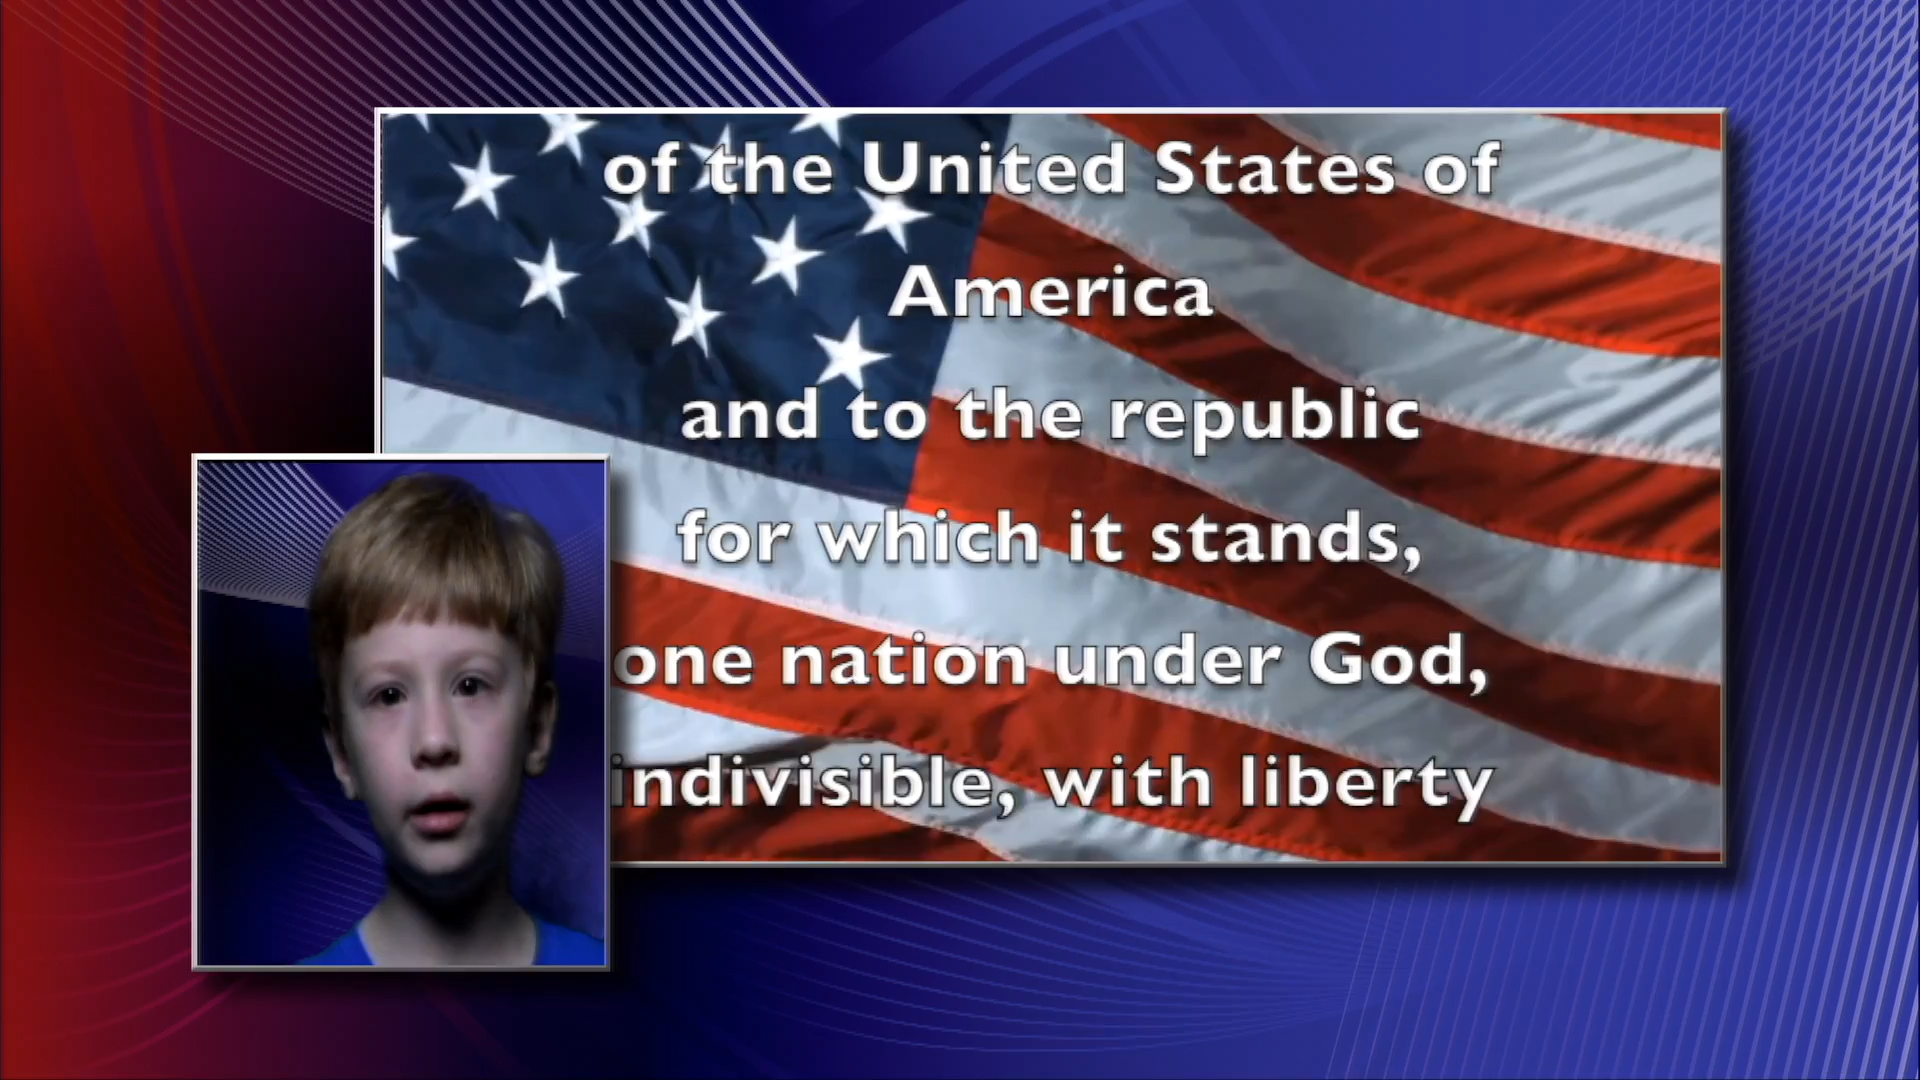 of the United States of
America
and to the republic
for which it stands,
one nation under God,
indivisible, with liberty